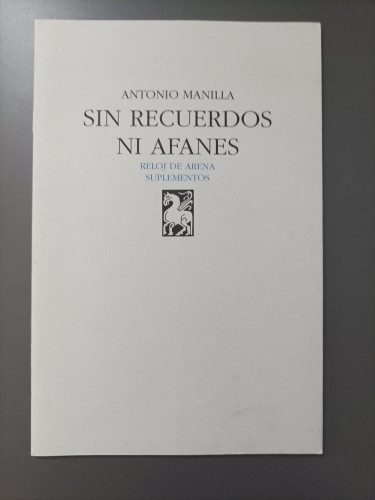 ANTONIO MANILLA
SIN RECUERDOS
NI AFANES
RELOJ DE ARENA
SUPLEMENTOS